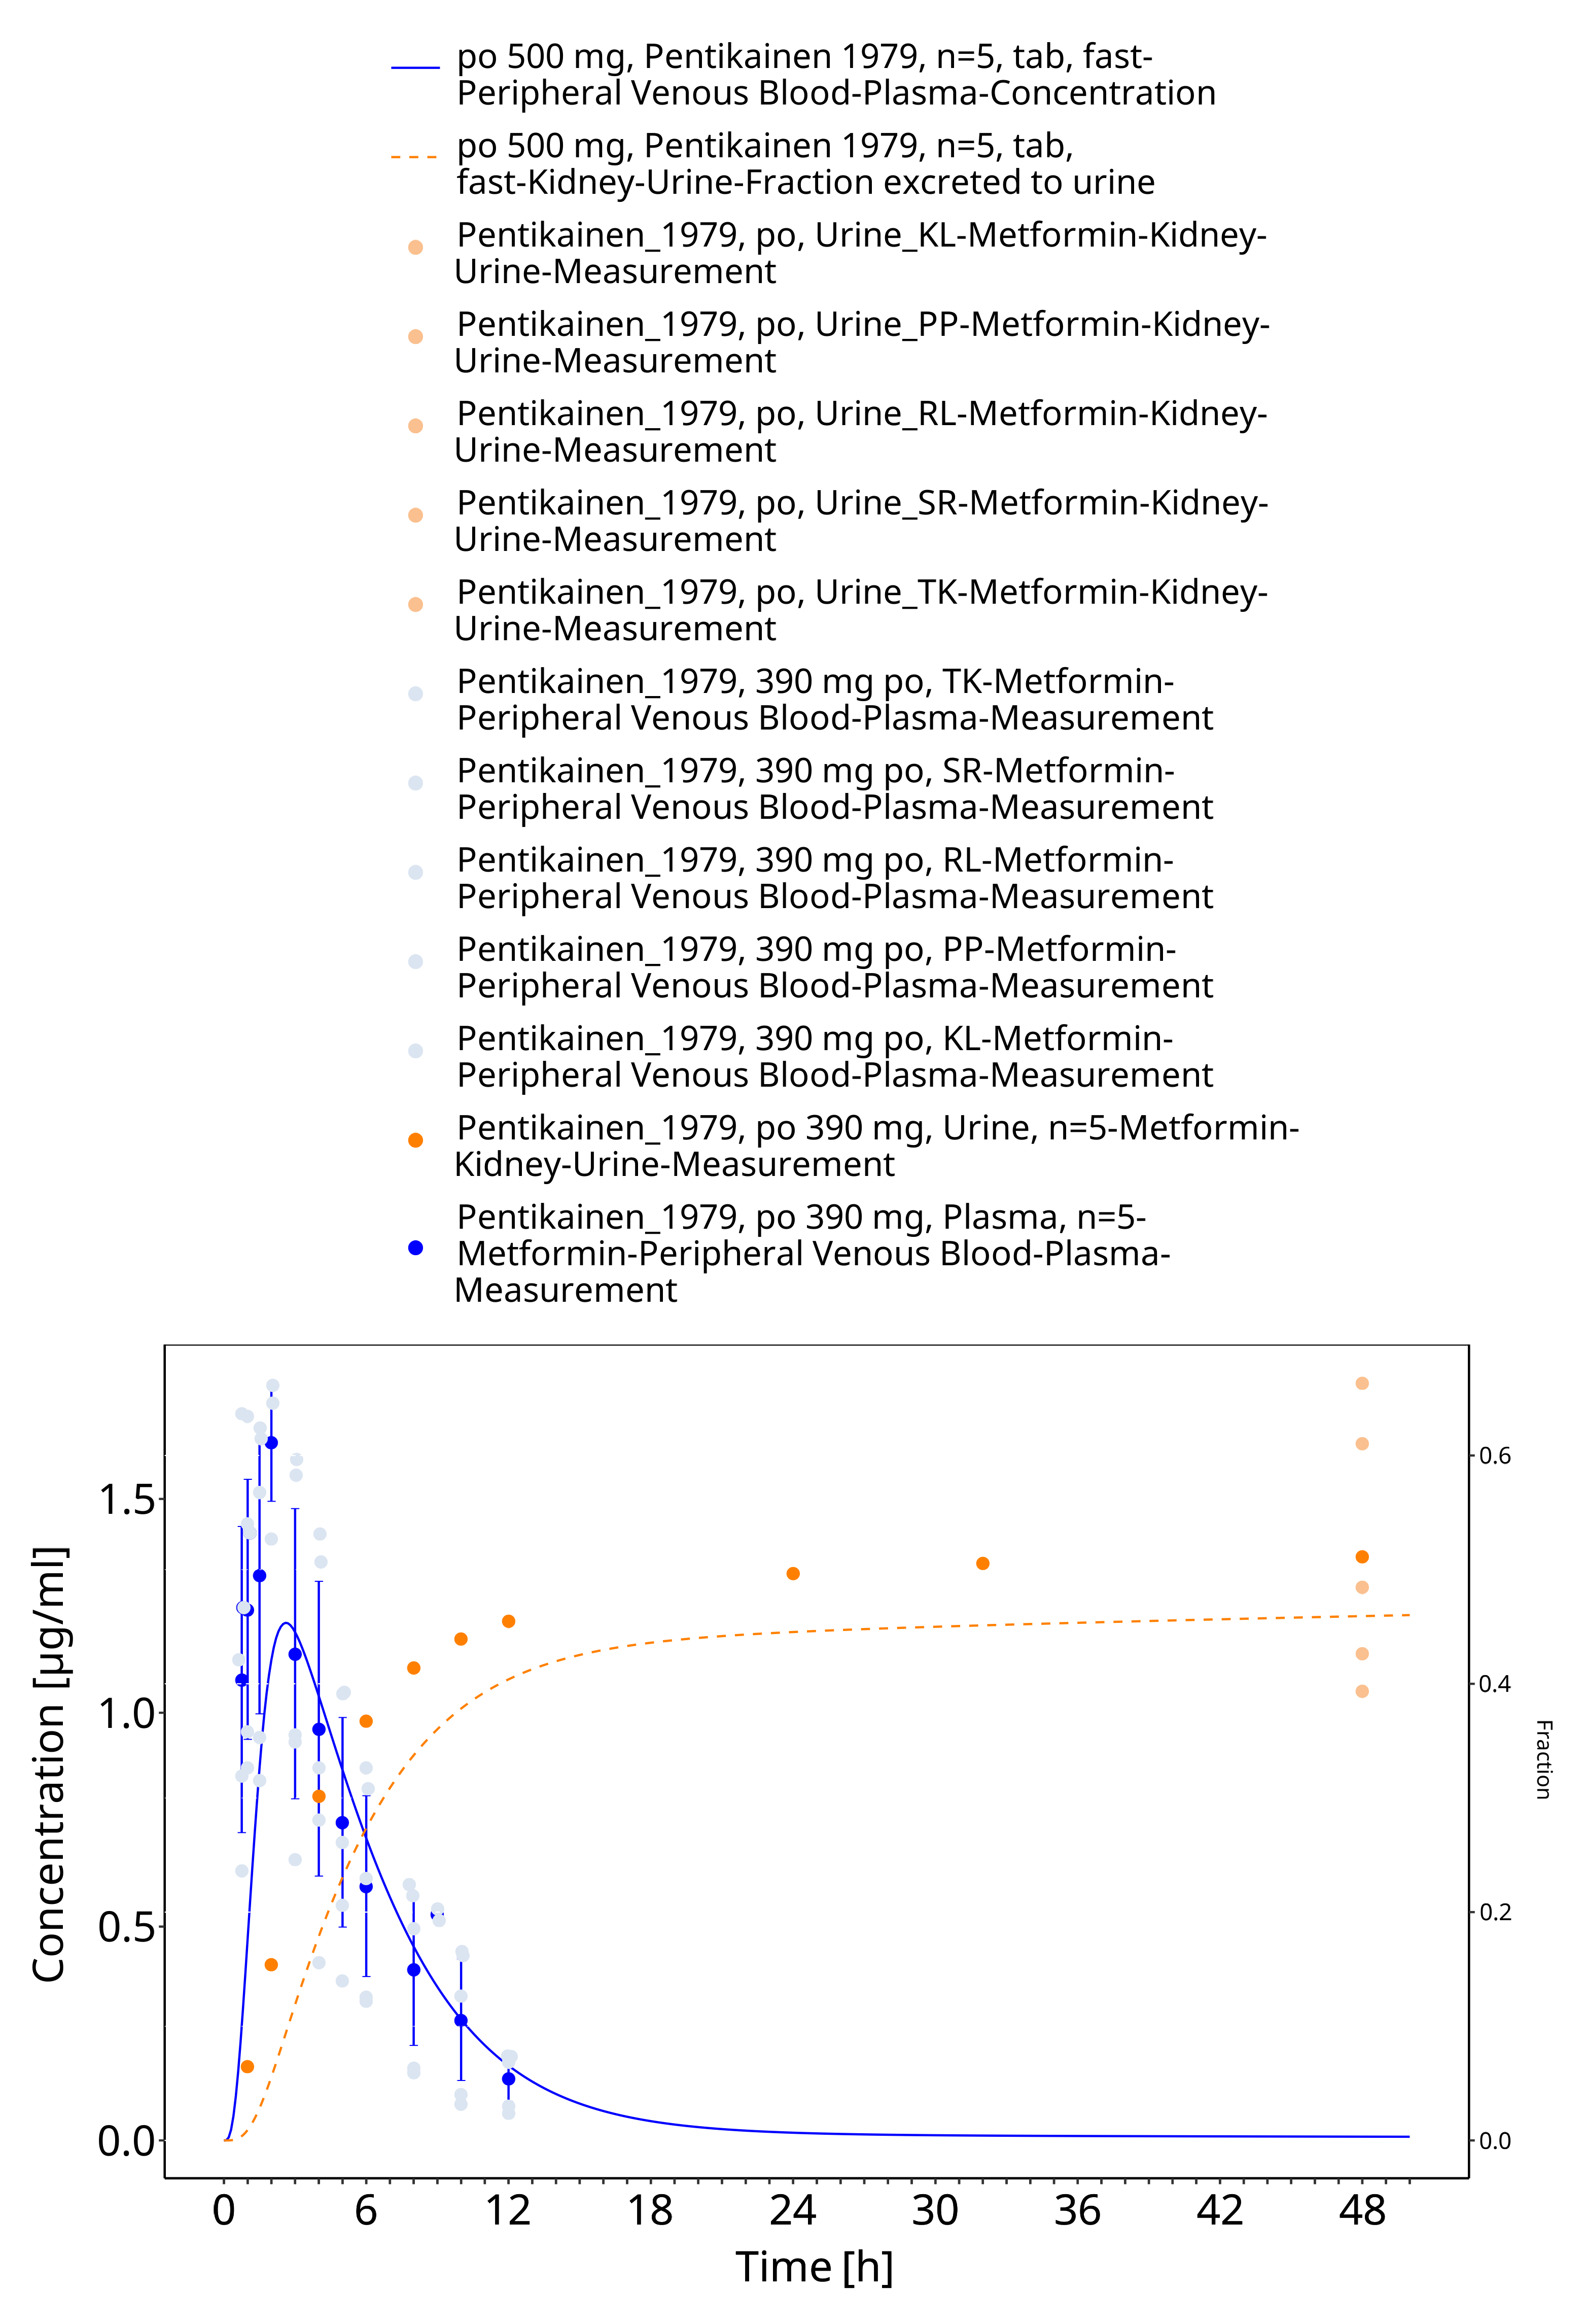 po 500 mg, Pentikainen 1979, n=5, tab, fast-
Peripheral Venous Blood-Plasma-Concentration
po 500 mg, Pentikainen 1979, n=5, tab,
fast-Kidney-Urine-Fraction excreted to urine
Pentikainen_1979, po, Urine_KL-Metformin-Kidney-
Urine-Measurement
Pentikainen_1979, po, Urine_PP-Metformin-Kidney-
Urine-Measurement
Pentikainen_1979, po, Urine_RL-Metformin-Kidney-
Urine-Measurement
Pentikainen_1979, po, Urine_SR-Metformin-Kidney-
Urine-Measurement
Pentikainen_1979, po, Urine_TK-Metformin-Kidney-
Urine-Measurement
Pentikainen_1979, 390 mg po, TK-Metformin-
Peripheral Venous Blood-Plasma-Measurement
Pentikainen_1979, 390 mg po, SR-Metformin-
Peripheral Venous Blood-Plasma-Measurement
Pentikainen_1979, 390 mg po, RL-Metformin-
Peripheral Venous Blood-Plasma-Measurement
Pentikainen_1979, 390 mg po, PP-Metformin-
Peripheral Venous Blood-Plasma-Measurement
Pentikainen_1979, 390 mg po, KL-Metformin-
Peripheral Venous Blood-Plasma-Measurement
Pentikainen_1979, po 390 mg, Urine, n=5-Metformin-
Kidney-Urine-Measurement
Pentikainen_1979, po 390 mg, Plasma, n=5-
Metformin-Peripheral Venous Blood-Plasma-
Measurement
Concentration [µg/ml]
1.5
1.0
0.5
0.0
0.6
0.4
0.2
0.0
Fraction
0 6 12 18 24 30 36 42 48
Time [h]